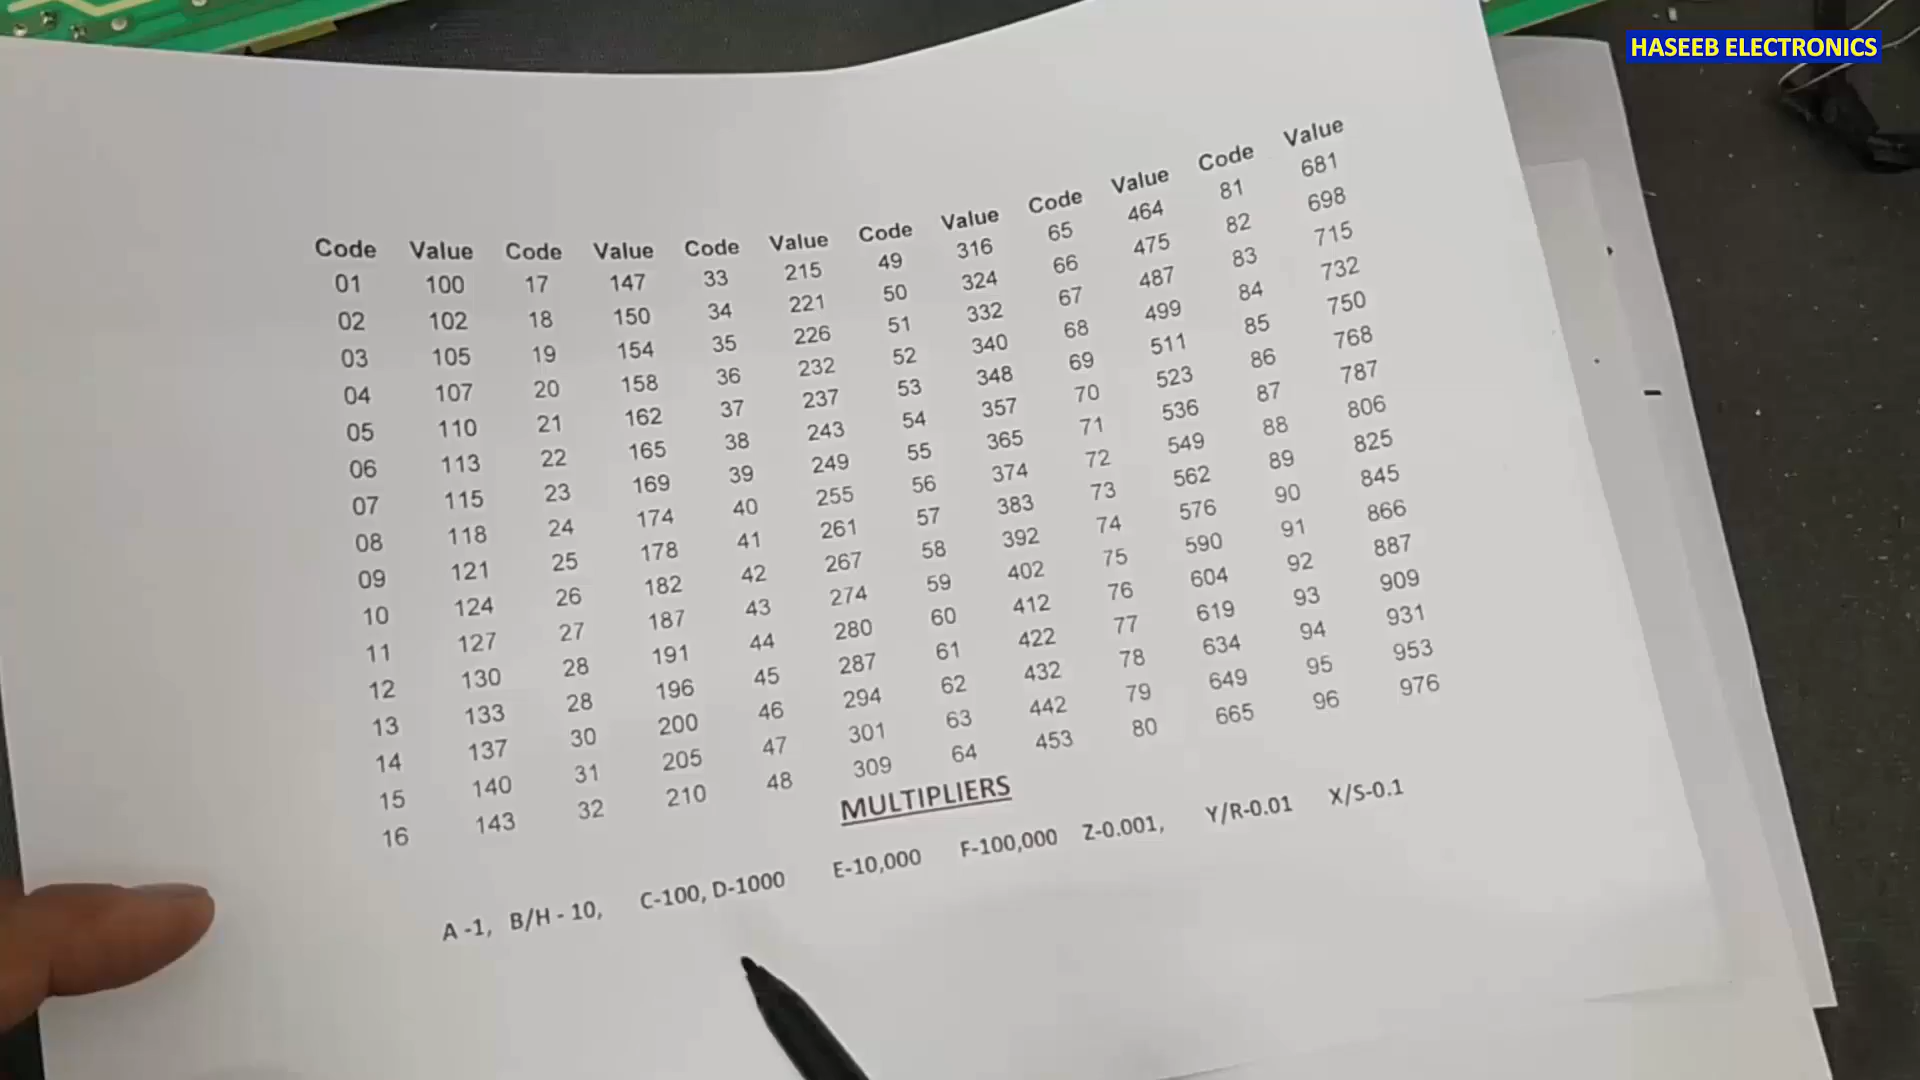 HASEEB ELECTRONICS
Code Value Code Value Code Value Code Value Code Value Code Value
01 100 17 147 33 215 49 316 65 464 81 681
02 102 18 150 34 221 50 324 66 475 82 698
03 105 19 154 35 226 51 332 67 487 83 715
04 107 20 158 36 232 52 340 68 499 84 732
05 110 21 162 37 237 53 348 69 511 85 750
06 113 22 165 38 243 54 357 70 523 86 768
07 115 23 169 39 249 55 365 71 536 87 787
08 118 24 174 40 255 56 374 72 549 88 806
09 121 25 178 41 261 57 383 73 562 89 825
10 124 26 182 42 267 58 392 74 576 90 845
11 127 27 187 43 274 59 402 75 590 91 866
12 130 28 191 44 280 60 412 76 604 92 887
13 133 28 196 45 287 61 422 77 619 93 909
14 137 30 200 46 294 62 432 78 634 94 931
15 140 31 205 47 301 63 442 79 649 95 953
16 143 32 210 48 309 64 453 80 665 96 976
MULTIPLIERS
A -1, B/H - 10, C-100, D-1000 E-10,000 F-100,000 Z-0.001, Y/R-0.01 X/S-0.1